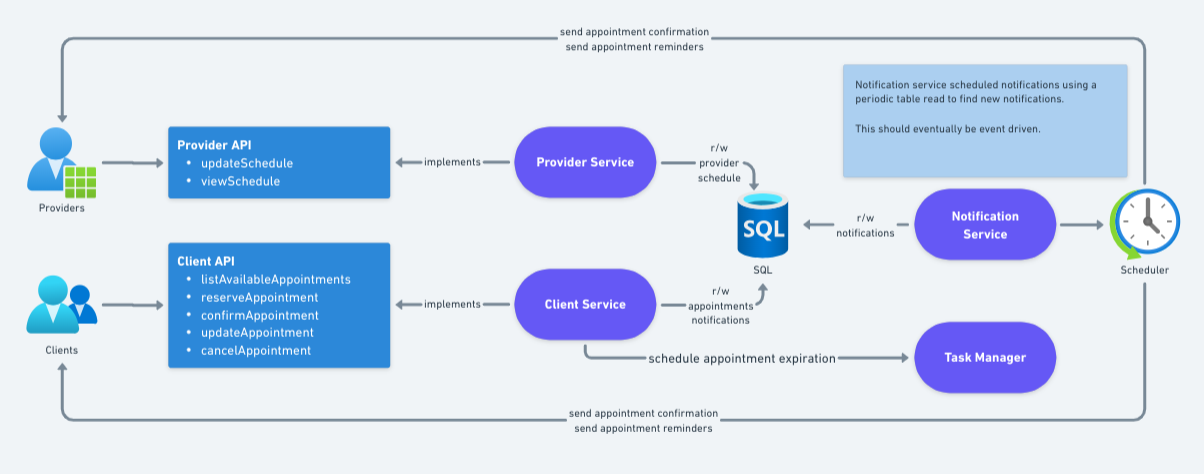 send appointment confirmation
send appointment reminders
Notification service scheduled notifications using a
periodic table read to find new notifications.
This should eventually be event driven.
Providers
Provider API
• updateSchedule
• viewSchedule
implements
Provider Service
r/w
provider
schedule
SQL
SQL
r/w
notifications
Notification
Service
Scheduler
Clients
Client API
• listAvailableAppointments
• reserveAppointment
• confirmAppointment
• updateAppointment
• cancelAppointment
implements
Client Service
r/w
appointments
notifications
schedule appointment expiration
Task Manager
send appointment confirmation
send appointment reminders